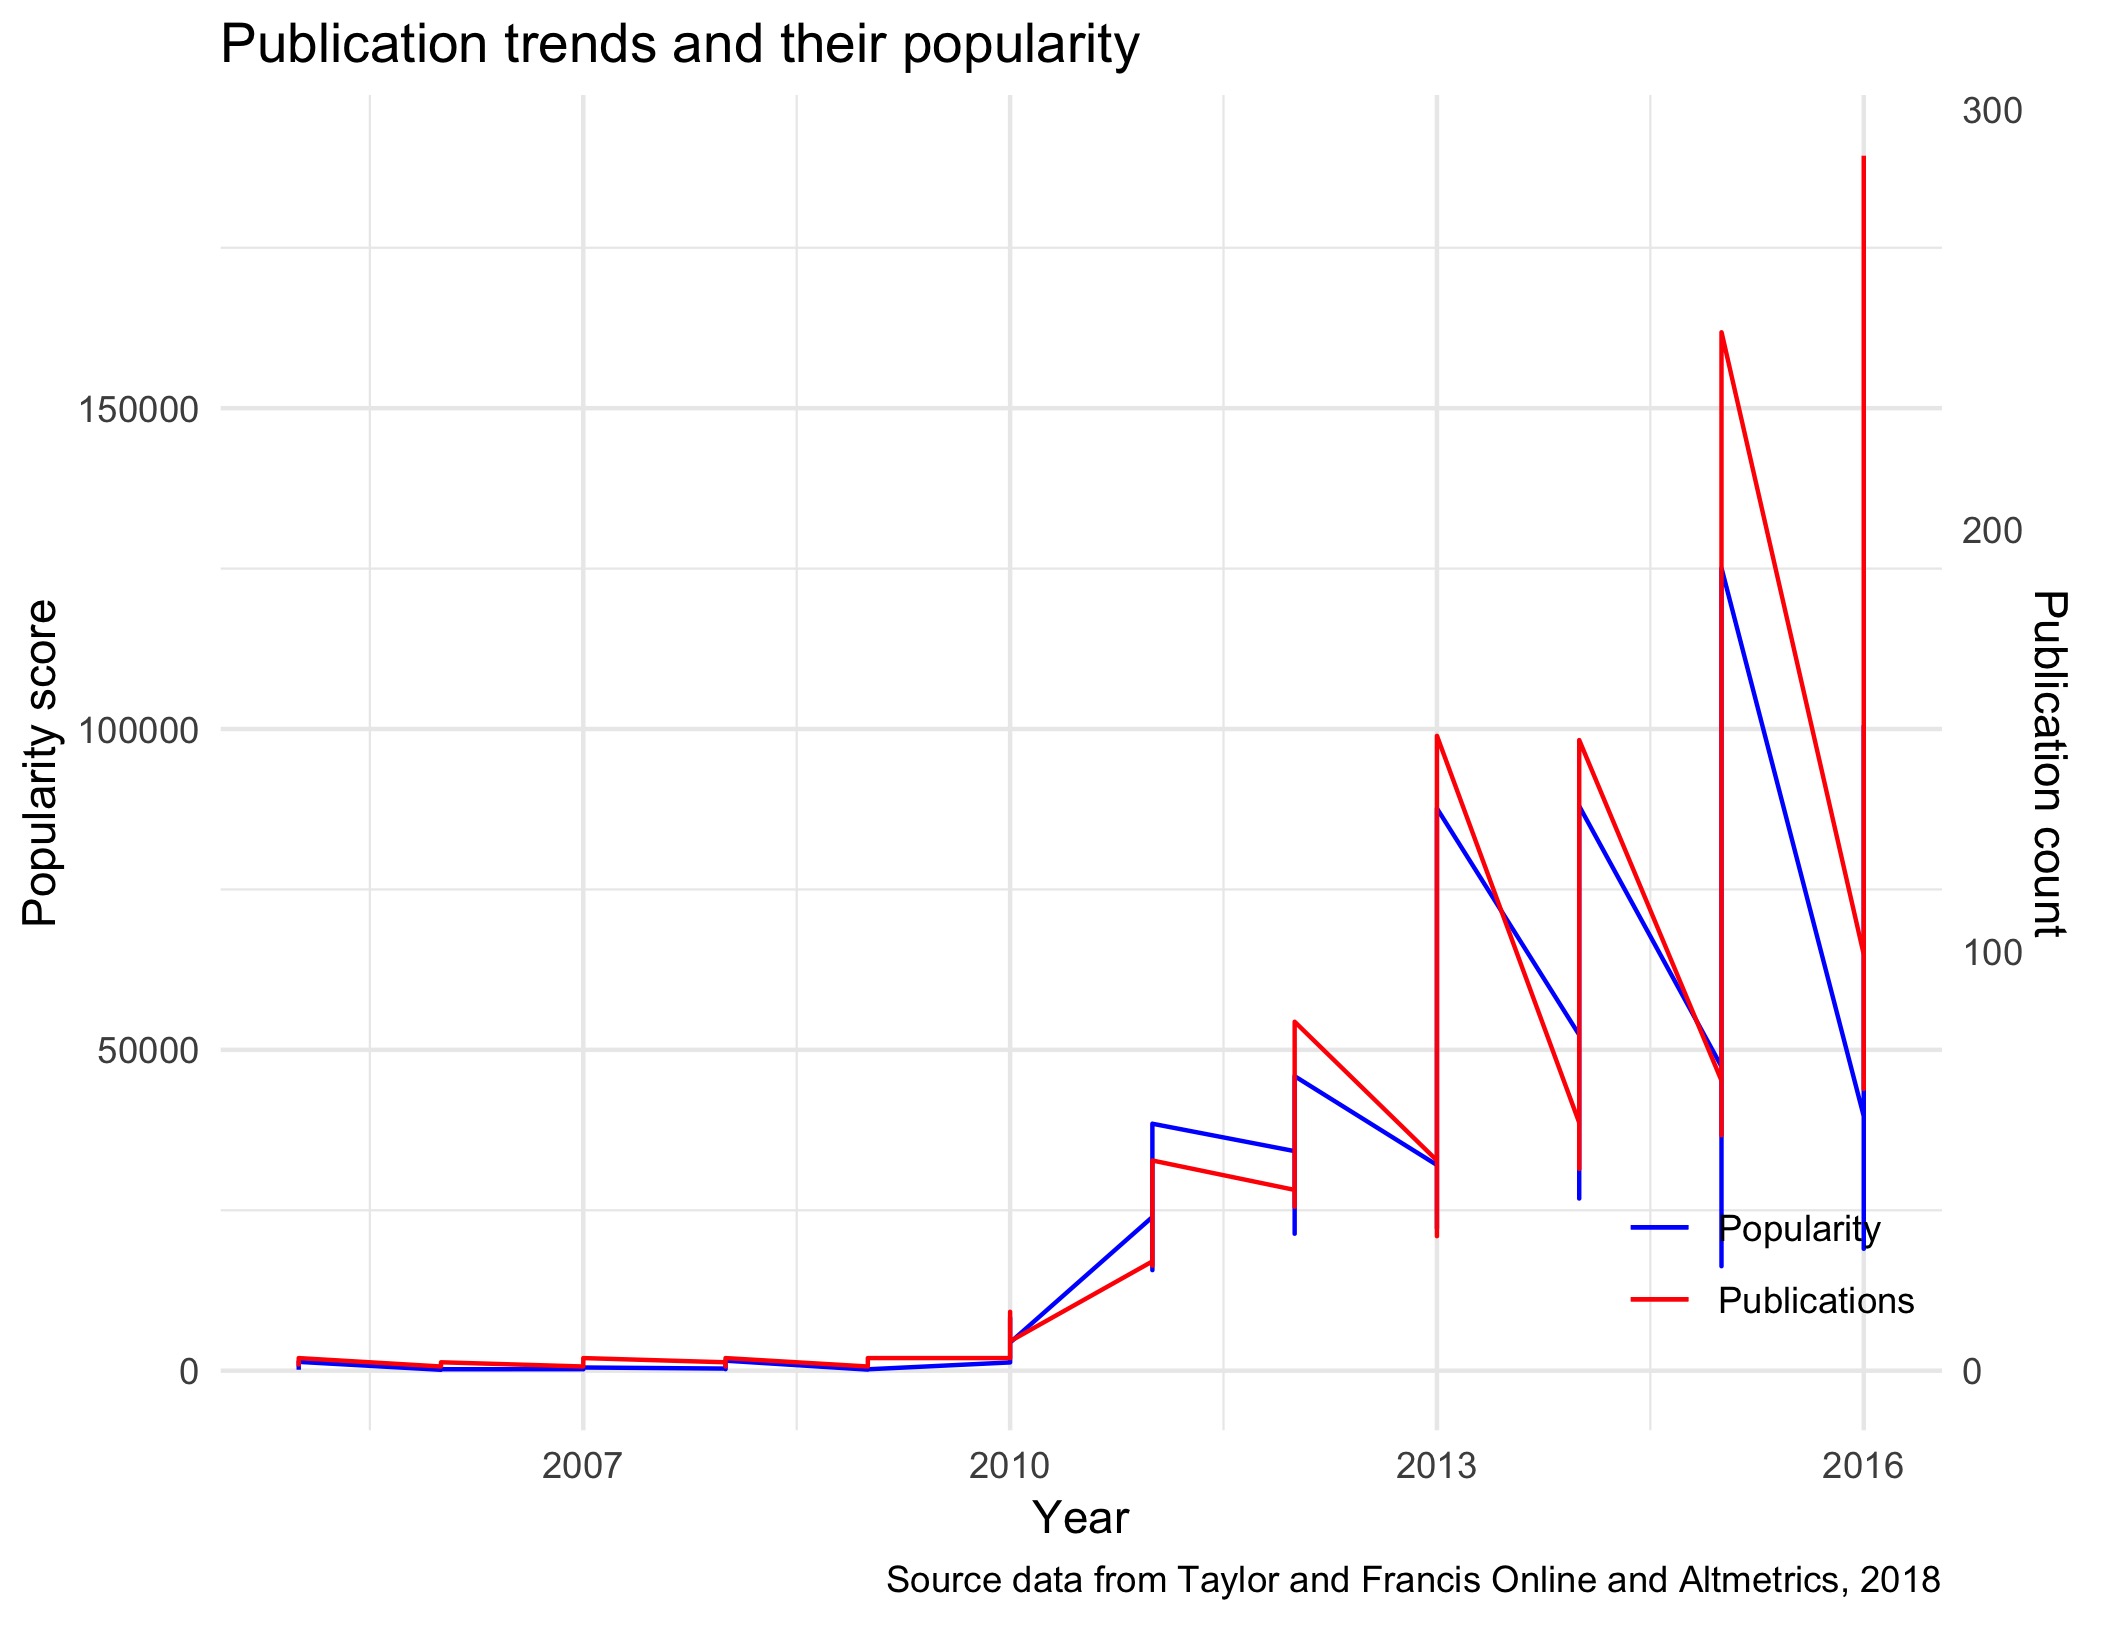 Publication trends and their popularity
300
150000
200
100000
Popularity score
Publication count
100
50000
Popularity
Publications
0
0
2007
2010
2013
2016
Year
Source data from Taylor and Francis Online and Altmetrics, 2018